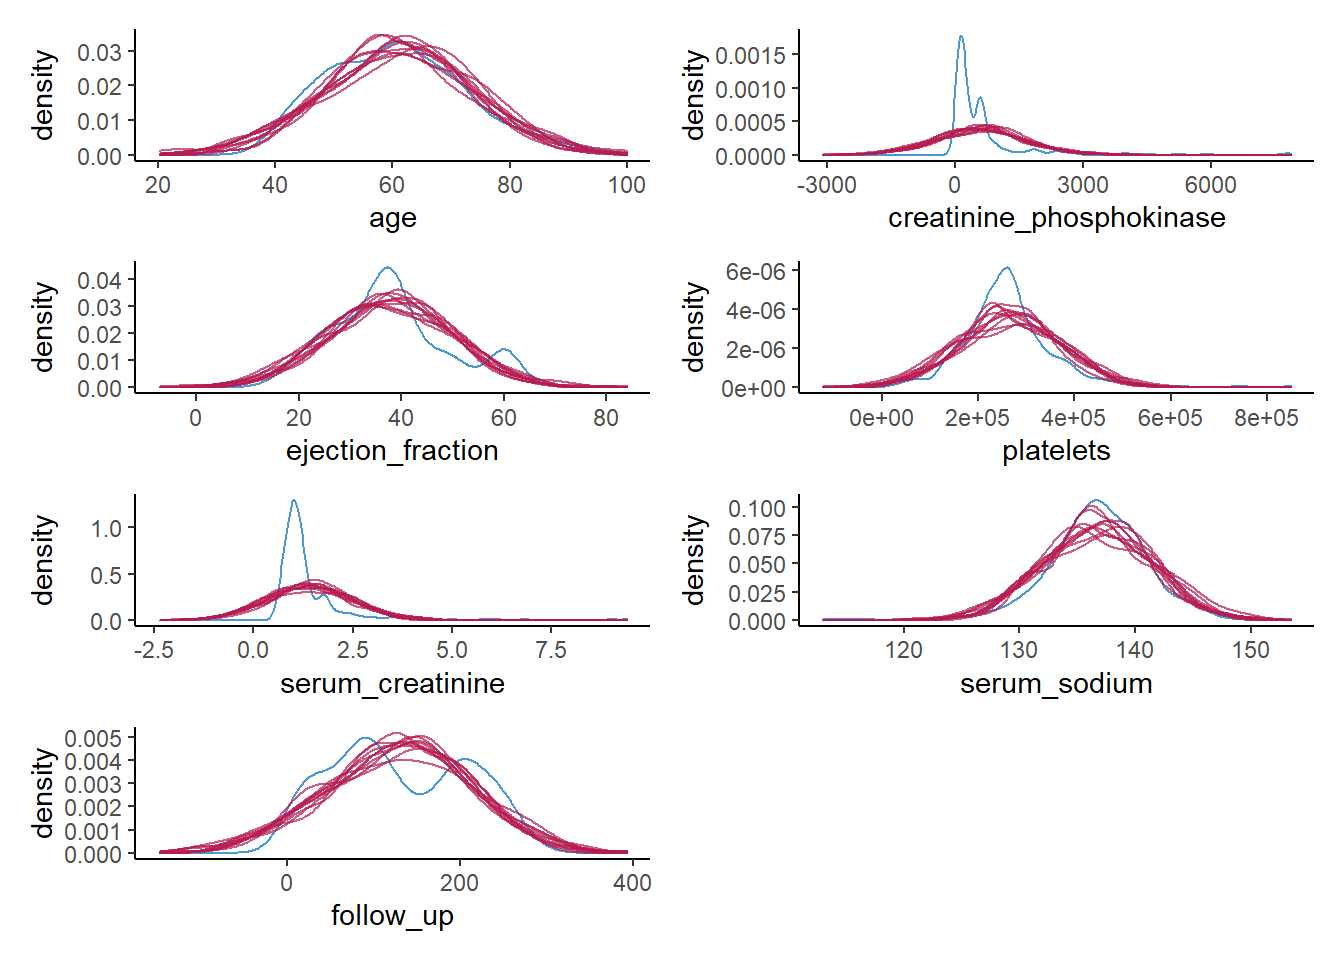 density
0.03
0.02
0.01
0.00
20 40 60 80 100
age
density
0.0015
0.0010
0.0005
0.0000
-3000 0 3000 6000
creatinine_phosphokinase
density
0.04
0.03
0.02
0.01
0.00
0 20 40 60 80
ejection_fraction
density
6e-06
4e-06
2e-06
0e+00
0e+00 2e+05 4e+05 6e+05 8e+05
platelets
density
1.0
0.5
0.0
-2.5 0.0 2.5 5.0 7.5
serum_creatinine
density
0.100
0.075
0.050
0.025
0.000
120 130 140 150
serum_sodium
density
0.005
0.004
0.003
0.002
0.001
0.000
0 200 400
follow_up